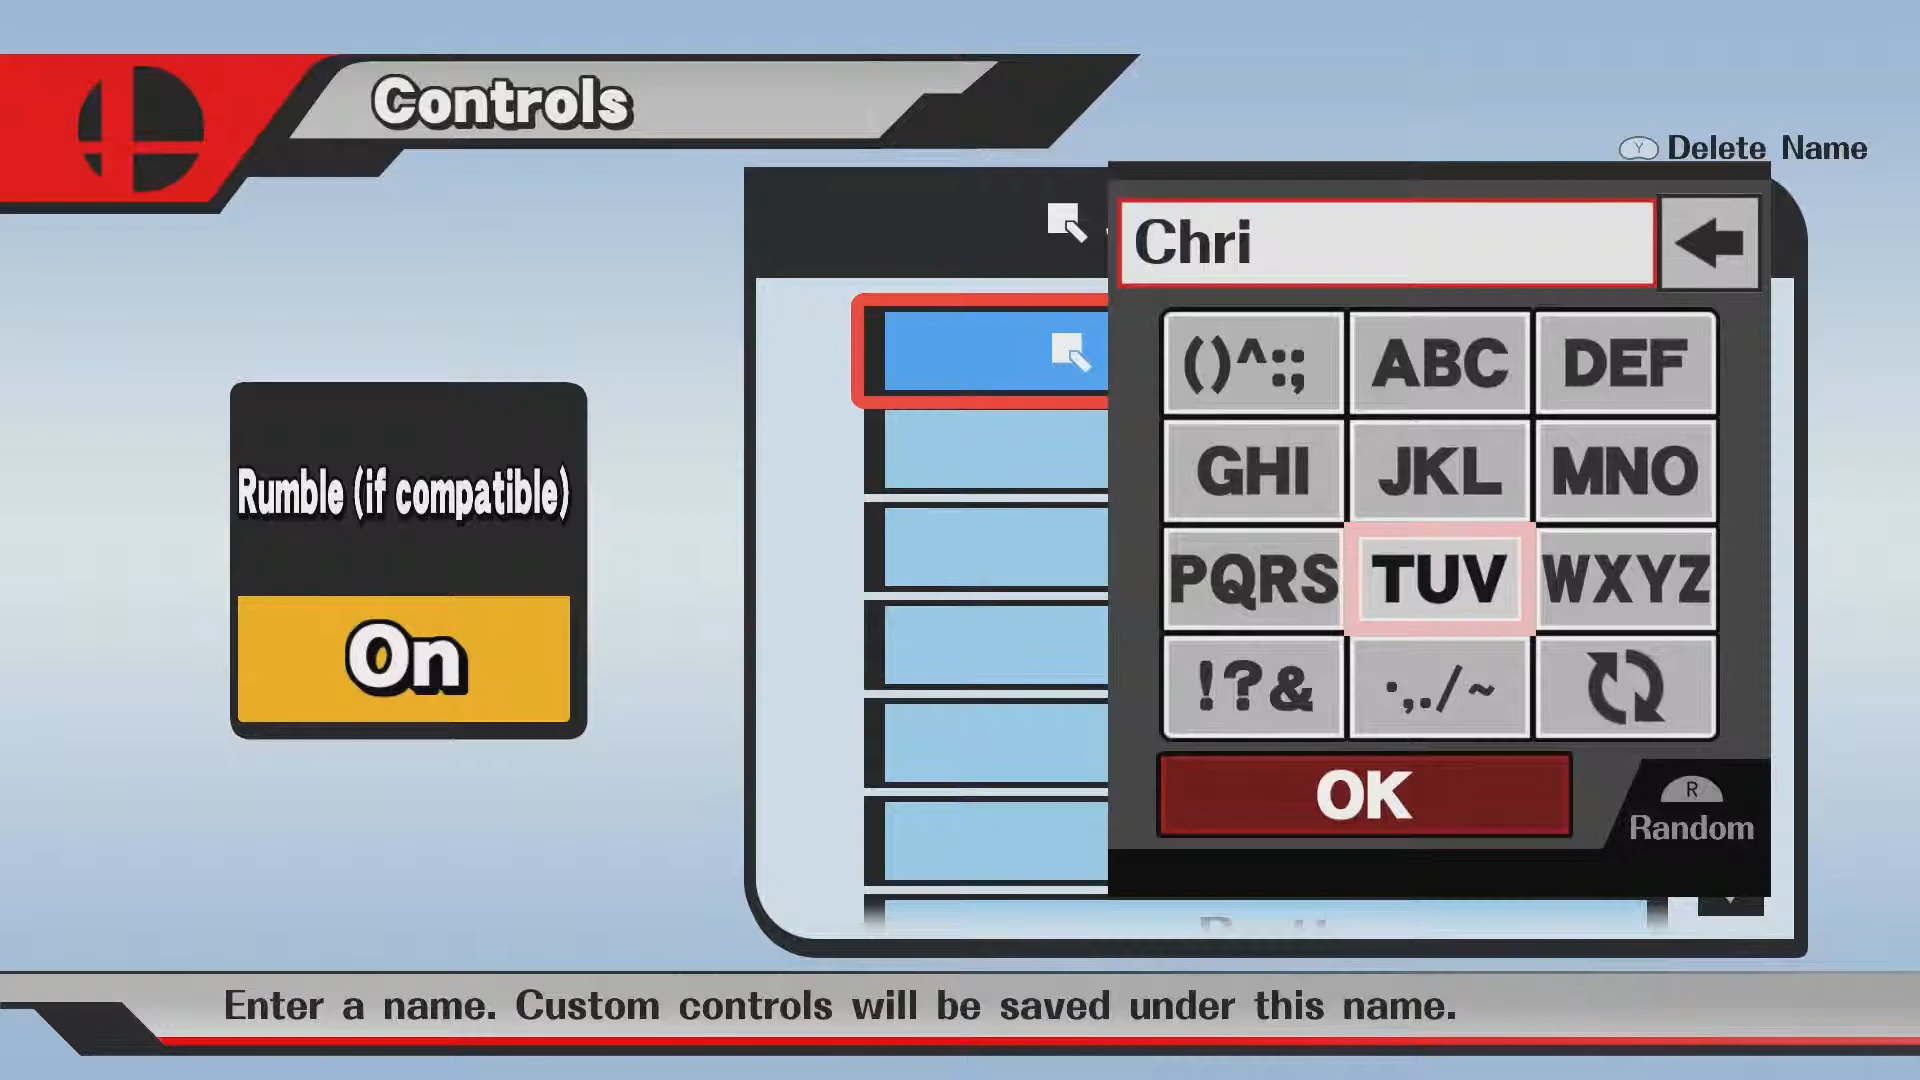 Controls
Y Delete Name
Chri
()^:; ABC DEF
GHI JKL MNO
Rumble (if compatible)
PQRS TUV WXYZ
On
!?& ·,./~
OK
R
Random
Enter a name. Custom controls will be saved under this name.